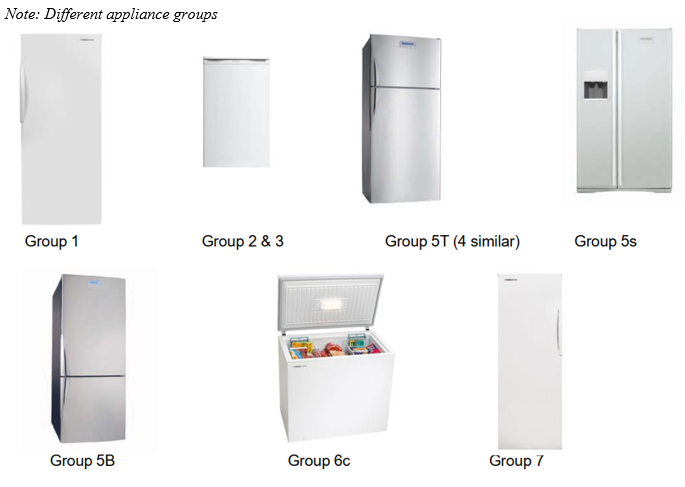 Note: Different appliance groups
Group 1
Group 2 & 3
Group 5T (4 similar)
Group 5s
Group 5B
Group 6c
Group 7